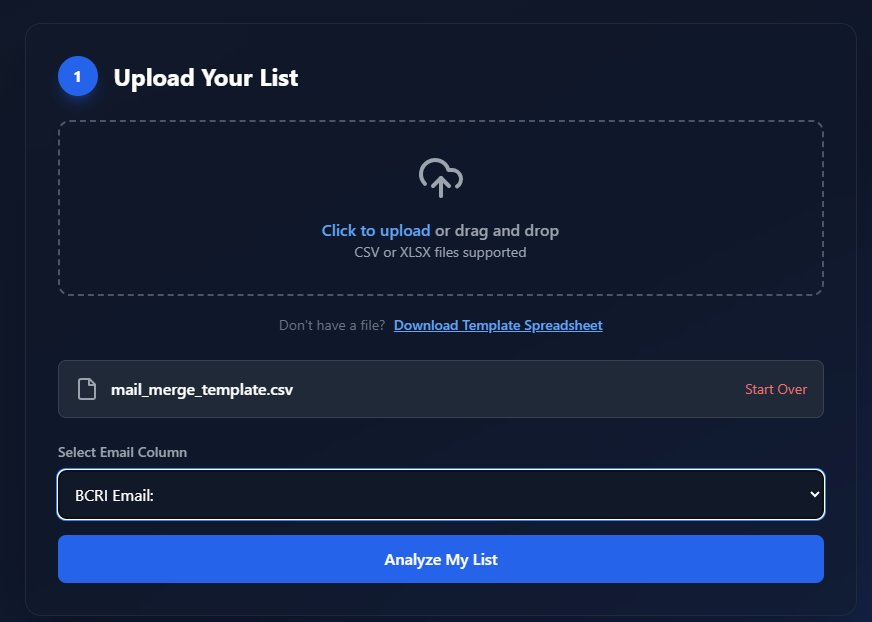 1
Upload Your List
Click to upload or drag and drop
CSV or XLSX files supported
Don't have a file? Download Template Spreadsheet
mail_merge_template.csv
Start Over
Select Email Column
BCRI Email:
Analyze My List